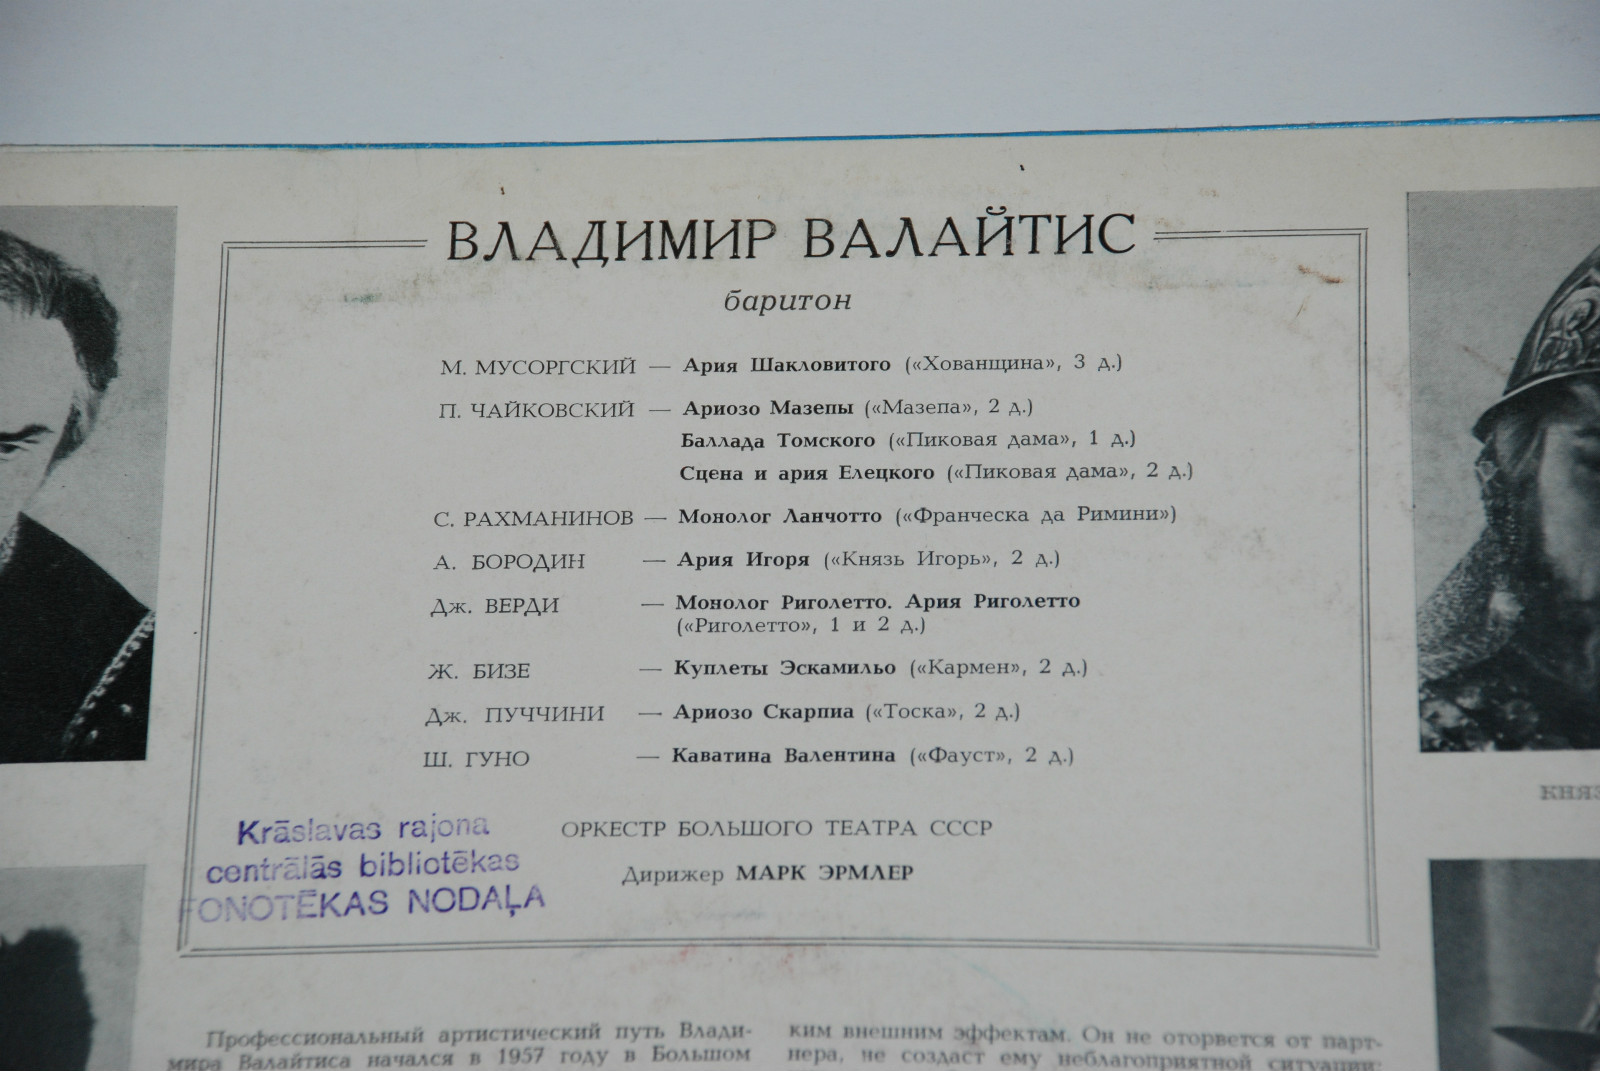 ВЛАДИМИР ВАЛАЙТИС
баритон
М. МУСОРГСКИЙ — Ария Шакловитого («Хованщина», 3 д.)
П. ЧАЙКОВСКИЙ — Ариозо Мазепы («Мазепа», 2 д.)
Баллада Томского («Пиковая дама», 1 д.)
Сцена и ария Елецкого («Пиковая дама», 2 д.)
С. РАХМАНИНОВ — Монолог Ланчотто («Франческа да Римини»)
А. БОРОДИН — Ария Игоря («Князь Игорь», 2 д.)
Дж. ВЕРДИ — Монолог Риголетто. Ария Риголетто
(«Риголетто», 1 и 2 д.)
Ж. БИЗЕ — Куплеты Эскамильо («Кармен», 2 д.)
Дж. ПУЧЧИНИ — Ариозо Скарпиа («Тоска», 2 д.)
Ш. ГУНО — Каватина Валентина («Фауст», 2 д.)
ОРКЕСТР БОЛЬШОГО ТЕАТРА СССР
Дирижер МАРК ЭРМЛЕР
Krāslavas rajona
centrālās bibliotēkas
FONOTĒKAS NODAĻA
княз
Профессиональный артистический путь Влади-
мира Валайтиса начался в 1957 году в Большом
ким внешним эффектам. Он не оторвется от парт-
нера, не создаст ему неблагоприятной ситуации;